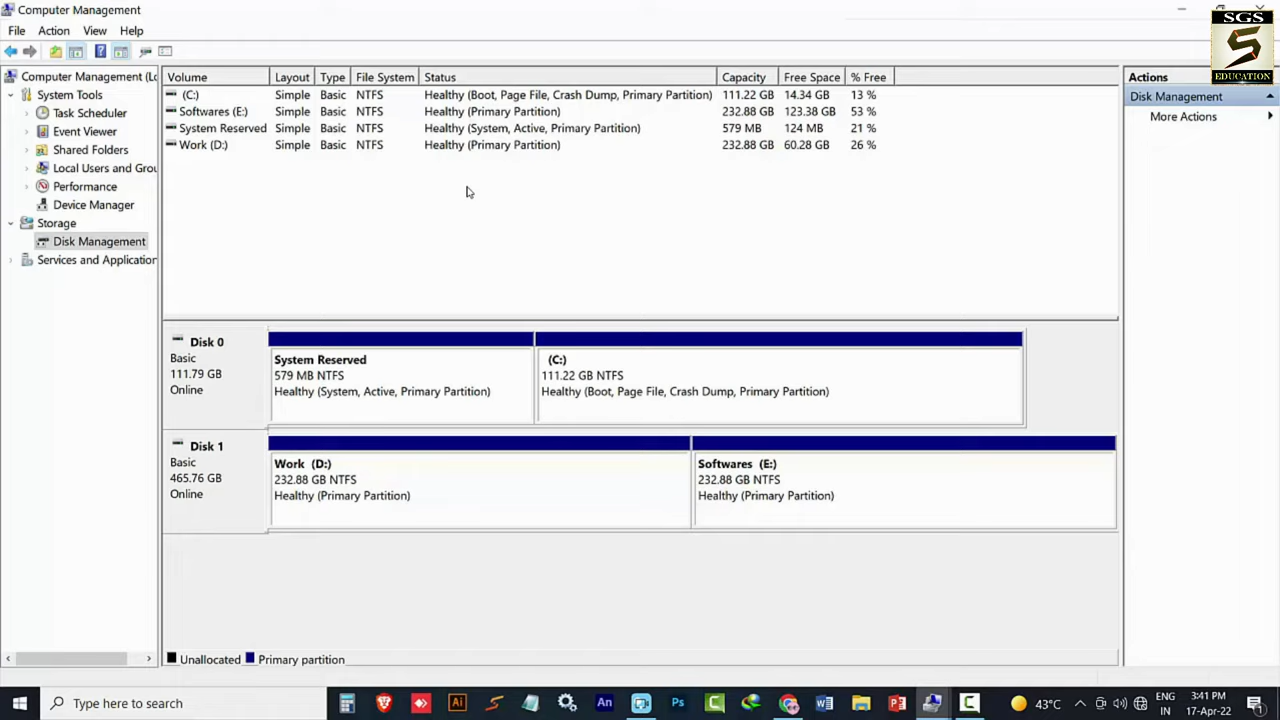 Computer Management
SGS
S
EDUCATION
File Action View Help
Computer Management (Lc
System Tools
Task Scheduler
Event Viewer
Shared Folders
Local Users and Grou
Performance
Device Manager
Storage
Disk Management
Services and Application
Volume Layout Type File System Status Capacity Free Space % Free
(C:) Simple Basic NTFS Healthy (Boot, Page File, Crash Dump, Primary Partition) 111.22 GB 14.34 GB 13 %
Softwares (E:) Simple Basic NTFS Healthy (Primary Partition) 232.88 GB 123.38 GB 53 %
System Reserved Simple Basic NTFS Healthy (System, Active, Primary Partition) 579 MB 124 MB 21 %
Work (D:) Simple Basic NTFS Healthy (Primary Partition) 232.88 GB 60.28 GB 26 %
Actions
Disk Management
More Actions
Disk 0
Basic
111.79 GB
Online
System Reserved
579 MB NTFS
Healthy (System, Active, Primary Partition)
(C:)
111.22 GB NTFS
Healthy (Boot, Page File, Crash Dump, Primary Partition)
Disk 1
Basic
465.76 GB
Online
Work (D:)
232.88 GB NTFS
Healthy (Primary Partition)
Softwares (E:)
232.88 GB NTFS
Healthy (Primary Partition)
Unallocated Primary partition
Type here to search
Ai
An
Ps
43°C
ENG
IN
3:41 PM
17-Apr-22